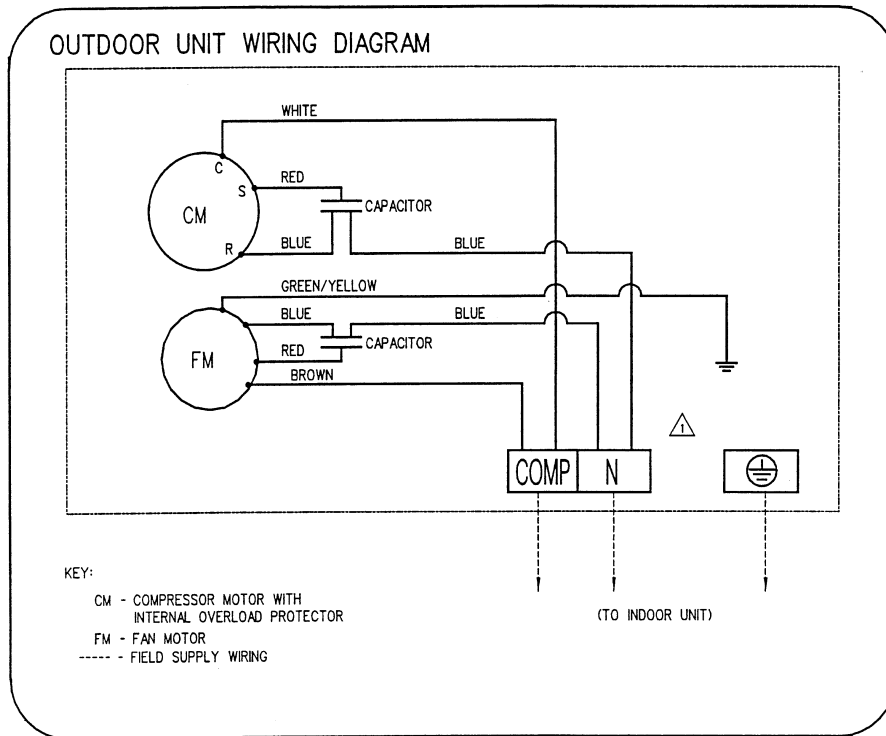 OUTDOOR UNIT WIRING DIAGRAM
WHITE
C
S
RED
CM
CAPACITOR
R
BLUE
BLUE
GREEN/YELLOW
BLUE
BLUE
FM
CAPACITOR
RED
BROWN
1
COMP
N
KEY:
CM - COMPRESSOR MOTOR WITH
INTERNAL OVERLOAD PROTECTOR
(TO INDOOR UNIT)
FM - FAN MOTOR
----- - FIELD SUPPLY WIRING